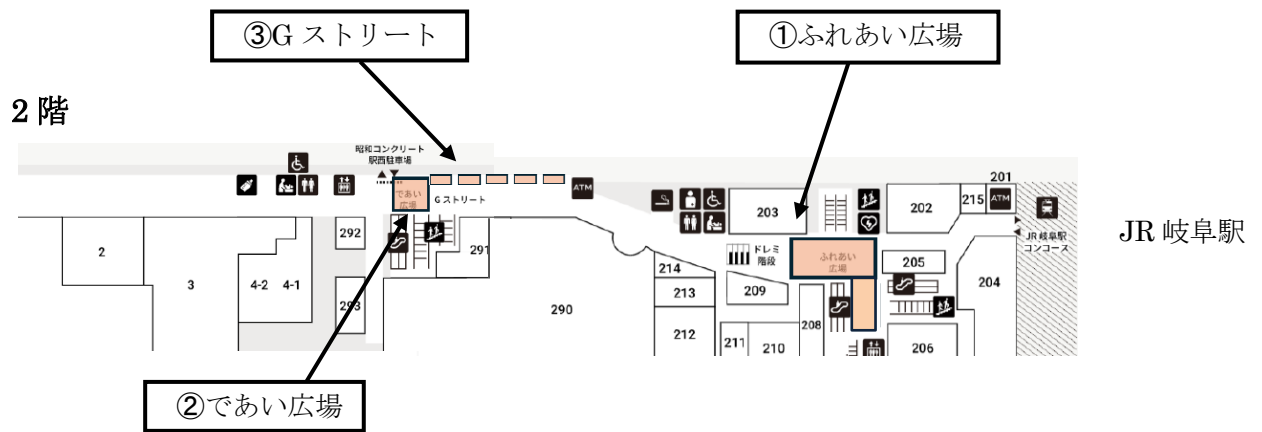 ③G ストリート
①ふれあい広場
2 階
昭和コンクリート
駅西駐車場
であい
広場
G ストリート
ATM
203
202
201
215
ATM
JR 岐阜駅
コンコース
JR 岐阜駅
2
3
4-2
4-1
292
293
291
290
214
213
212
211
210
209
208
ドレミ
階段
ふれあい
広場
205
204
206
②であい広場